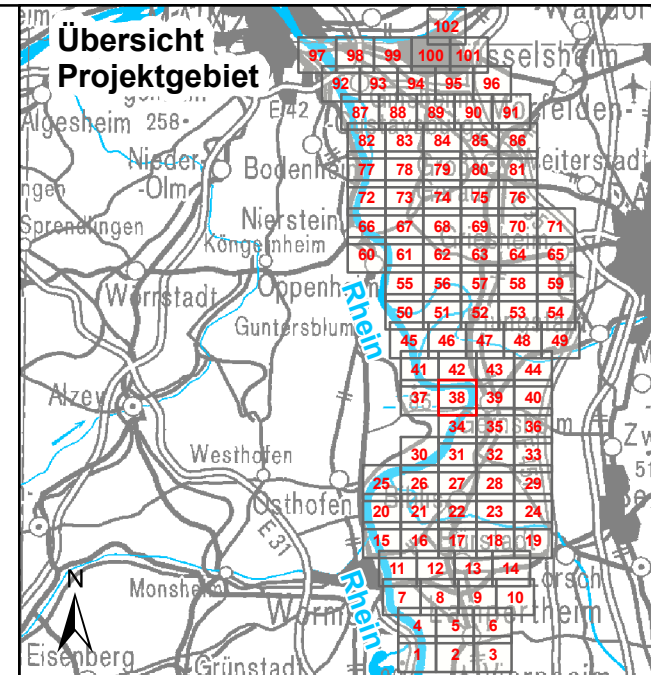 Übersicht
Projektgebiet
102
97 98 99 100 101 sselsheim
92 93 94 95 96
E 42 87 88 89 90 91 felden-
Algesheim 258
82 83 84 85 86
Nieder Bodenheim 77 78 79 80 81 eiterstadt
-Olm
72 73 74 75 76
Sprendlingen Nierstein 66 67 68 69 70 71
Köngernheim
60 61 62 63 64 65
Wörrstadt Oppenheim 55 56 57 58 59
Rhein
50 51 52 53 54
Guntersblum
45 46 47 48 49
41 42 43 44
Alzey 37 38 39 40
34 35 36
Westhofen 30 31 32 33
25 26 27 28 29
Osthofen 20 21 22 23 24
E 31
15 16 17 18 19
11 12 13 14 Lorsch
N Monsheim
Rhein
7 8 9 10
Worms
4 5 6
Eisenberg Grünstadt 1 2 3